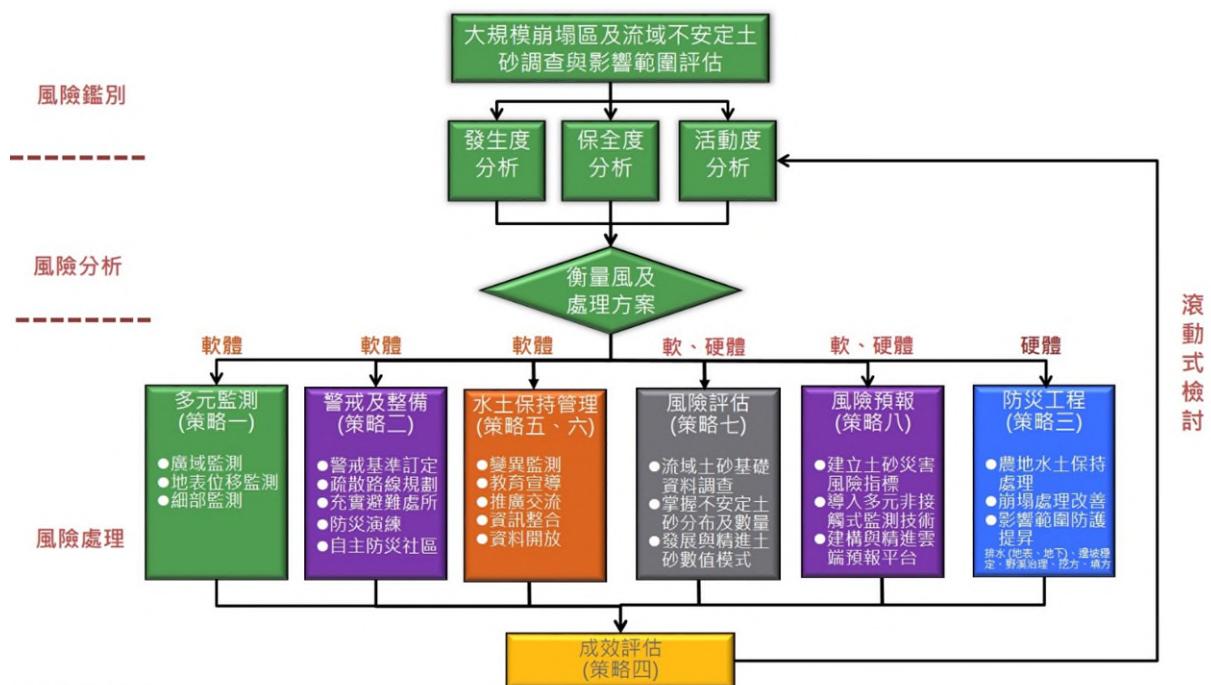 大規模崩塌區及流域不安定土
砂調查與影響範圍評估
風險鑑別
發生度
分析
保全度
分析
活動度
分析
風險分析
衡量風及
處理方案
滾動式檢討
軟體
軟體
軟體
軟、硬體
軟、硬體
硬體
多元監測
(策略一)
●廣域監測
●地表位移監測
●細部監測
警戒及整備
(策略二)
●警戒基準訂定
●疏散路線規劃
●充實避難處所
●防災演練
●自主防災社區
水土保持管理
(策略五、六)
●變異監測
●教育宣導
●推廣交流
●資訊整合
●資料開放
風險評估
(策略七)
●流域土砂基礎
資料調查
●掌握不安定土
砂分布及數量
●發展與精進土
砂數值模式
風險預報
(策略八)
●建立土砂災害
風險指標
●導入多元非接
觸式監測技術
●建構與精進雲
端預報平台
防災工程
(策略三)
●農地水土保持
處理
●崩塌處理改善
●影響範圍防護
提昇
排水(地表、地下)、邊坡穩
定、野溪治理、挖方、填方
風險處理
成效評估
(策略四)